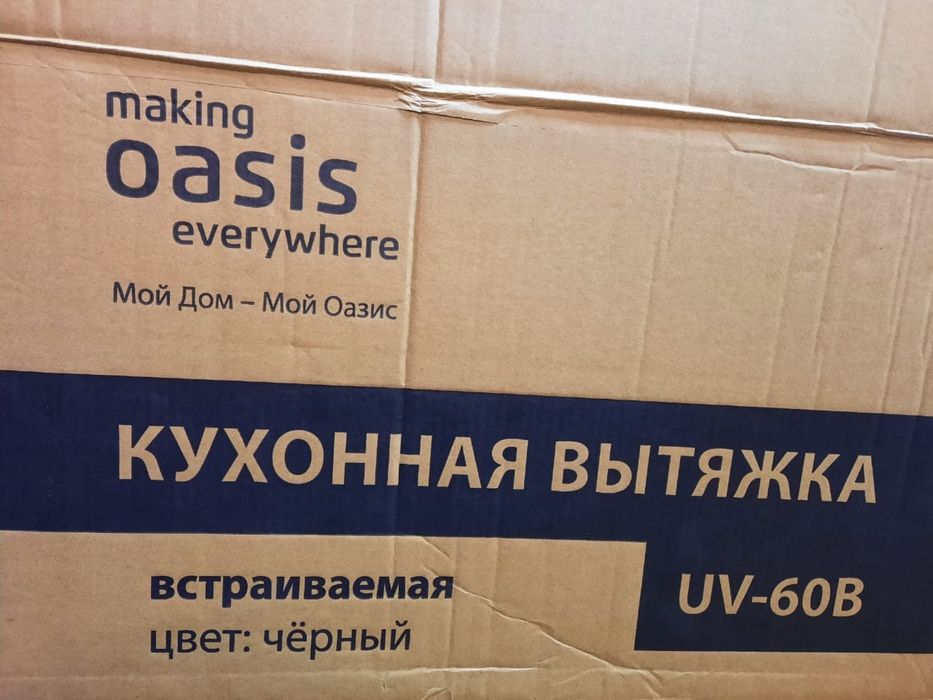 making
oasis
everywhere
Мой Дом – Мой Оазис
КУХОННАЯ ВЫТЯЖКА
встраиваемая
цвет: чёрный
UV-60B